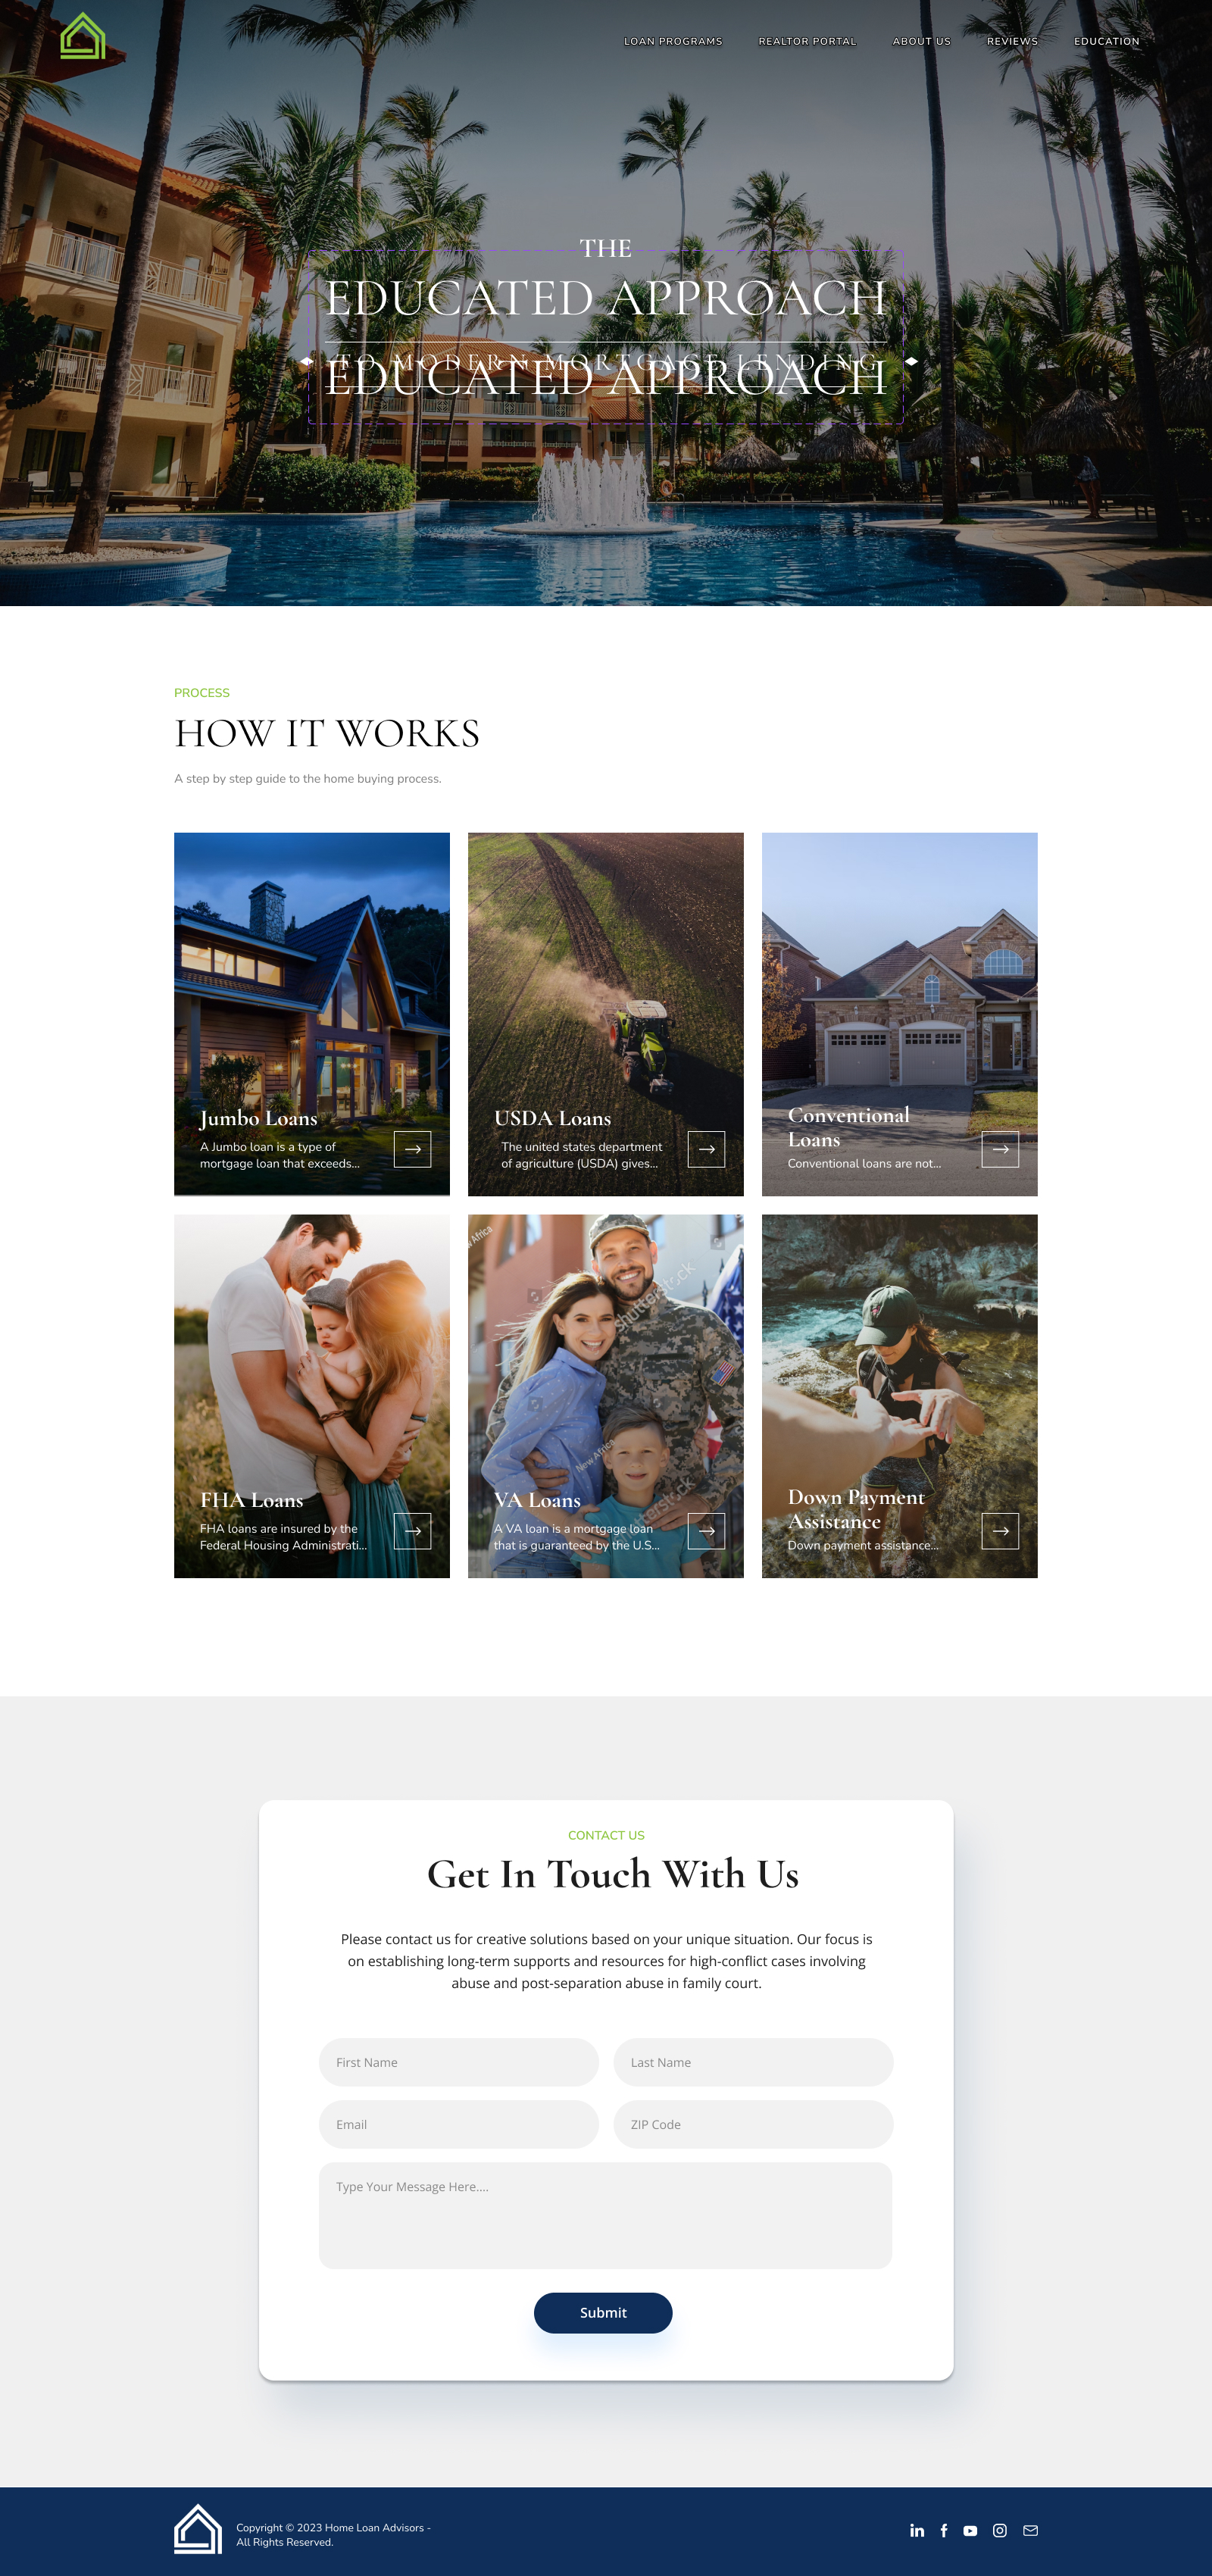 LOAN PROGRAMS REALTOR PORTAL ABOUT US REVIEWS EDUCATION
THE
EDUCATED APPROACH
TO MODERN MORTGAGE LENDING
EDUCATED APPROACH
PROCESS
HOW IT WORKS
A step by step guide to the home buying process.
Jumbo Loans
A Jumbo loan is a type of
mortgage loan that exceeds...
USDA Loans
The united states department
of agriculture (USDA) gives...
Conventional
Loans
Conventional loans are not...
FHA Loans
FHA loans are insured by the
Federal Housing Administrati...
New Africa
shutterstock
New Africa
shutterstock
VA Loans
A VA loan is a mortgage loan
that is guaranteed by the U.S...
Down Payment
Assistance
Down payment assistance...
CONTACT US
Get In Touch With Us
Please contact us for creative solutions based on your unique situation. Our focus is
on establishing long-term supports and resources for high-conflict cases involving
abuse and post-separation abuse in family court.
First Name
Last Name
Email
ZIP Code
Type Your Message Here....
Submit
Copyright © 2023 Home Loan Advisors -
All Rights Reserved.